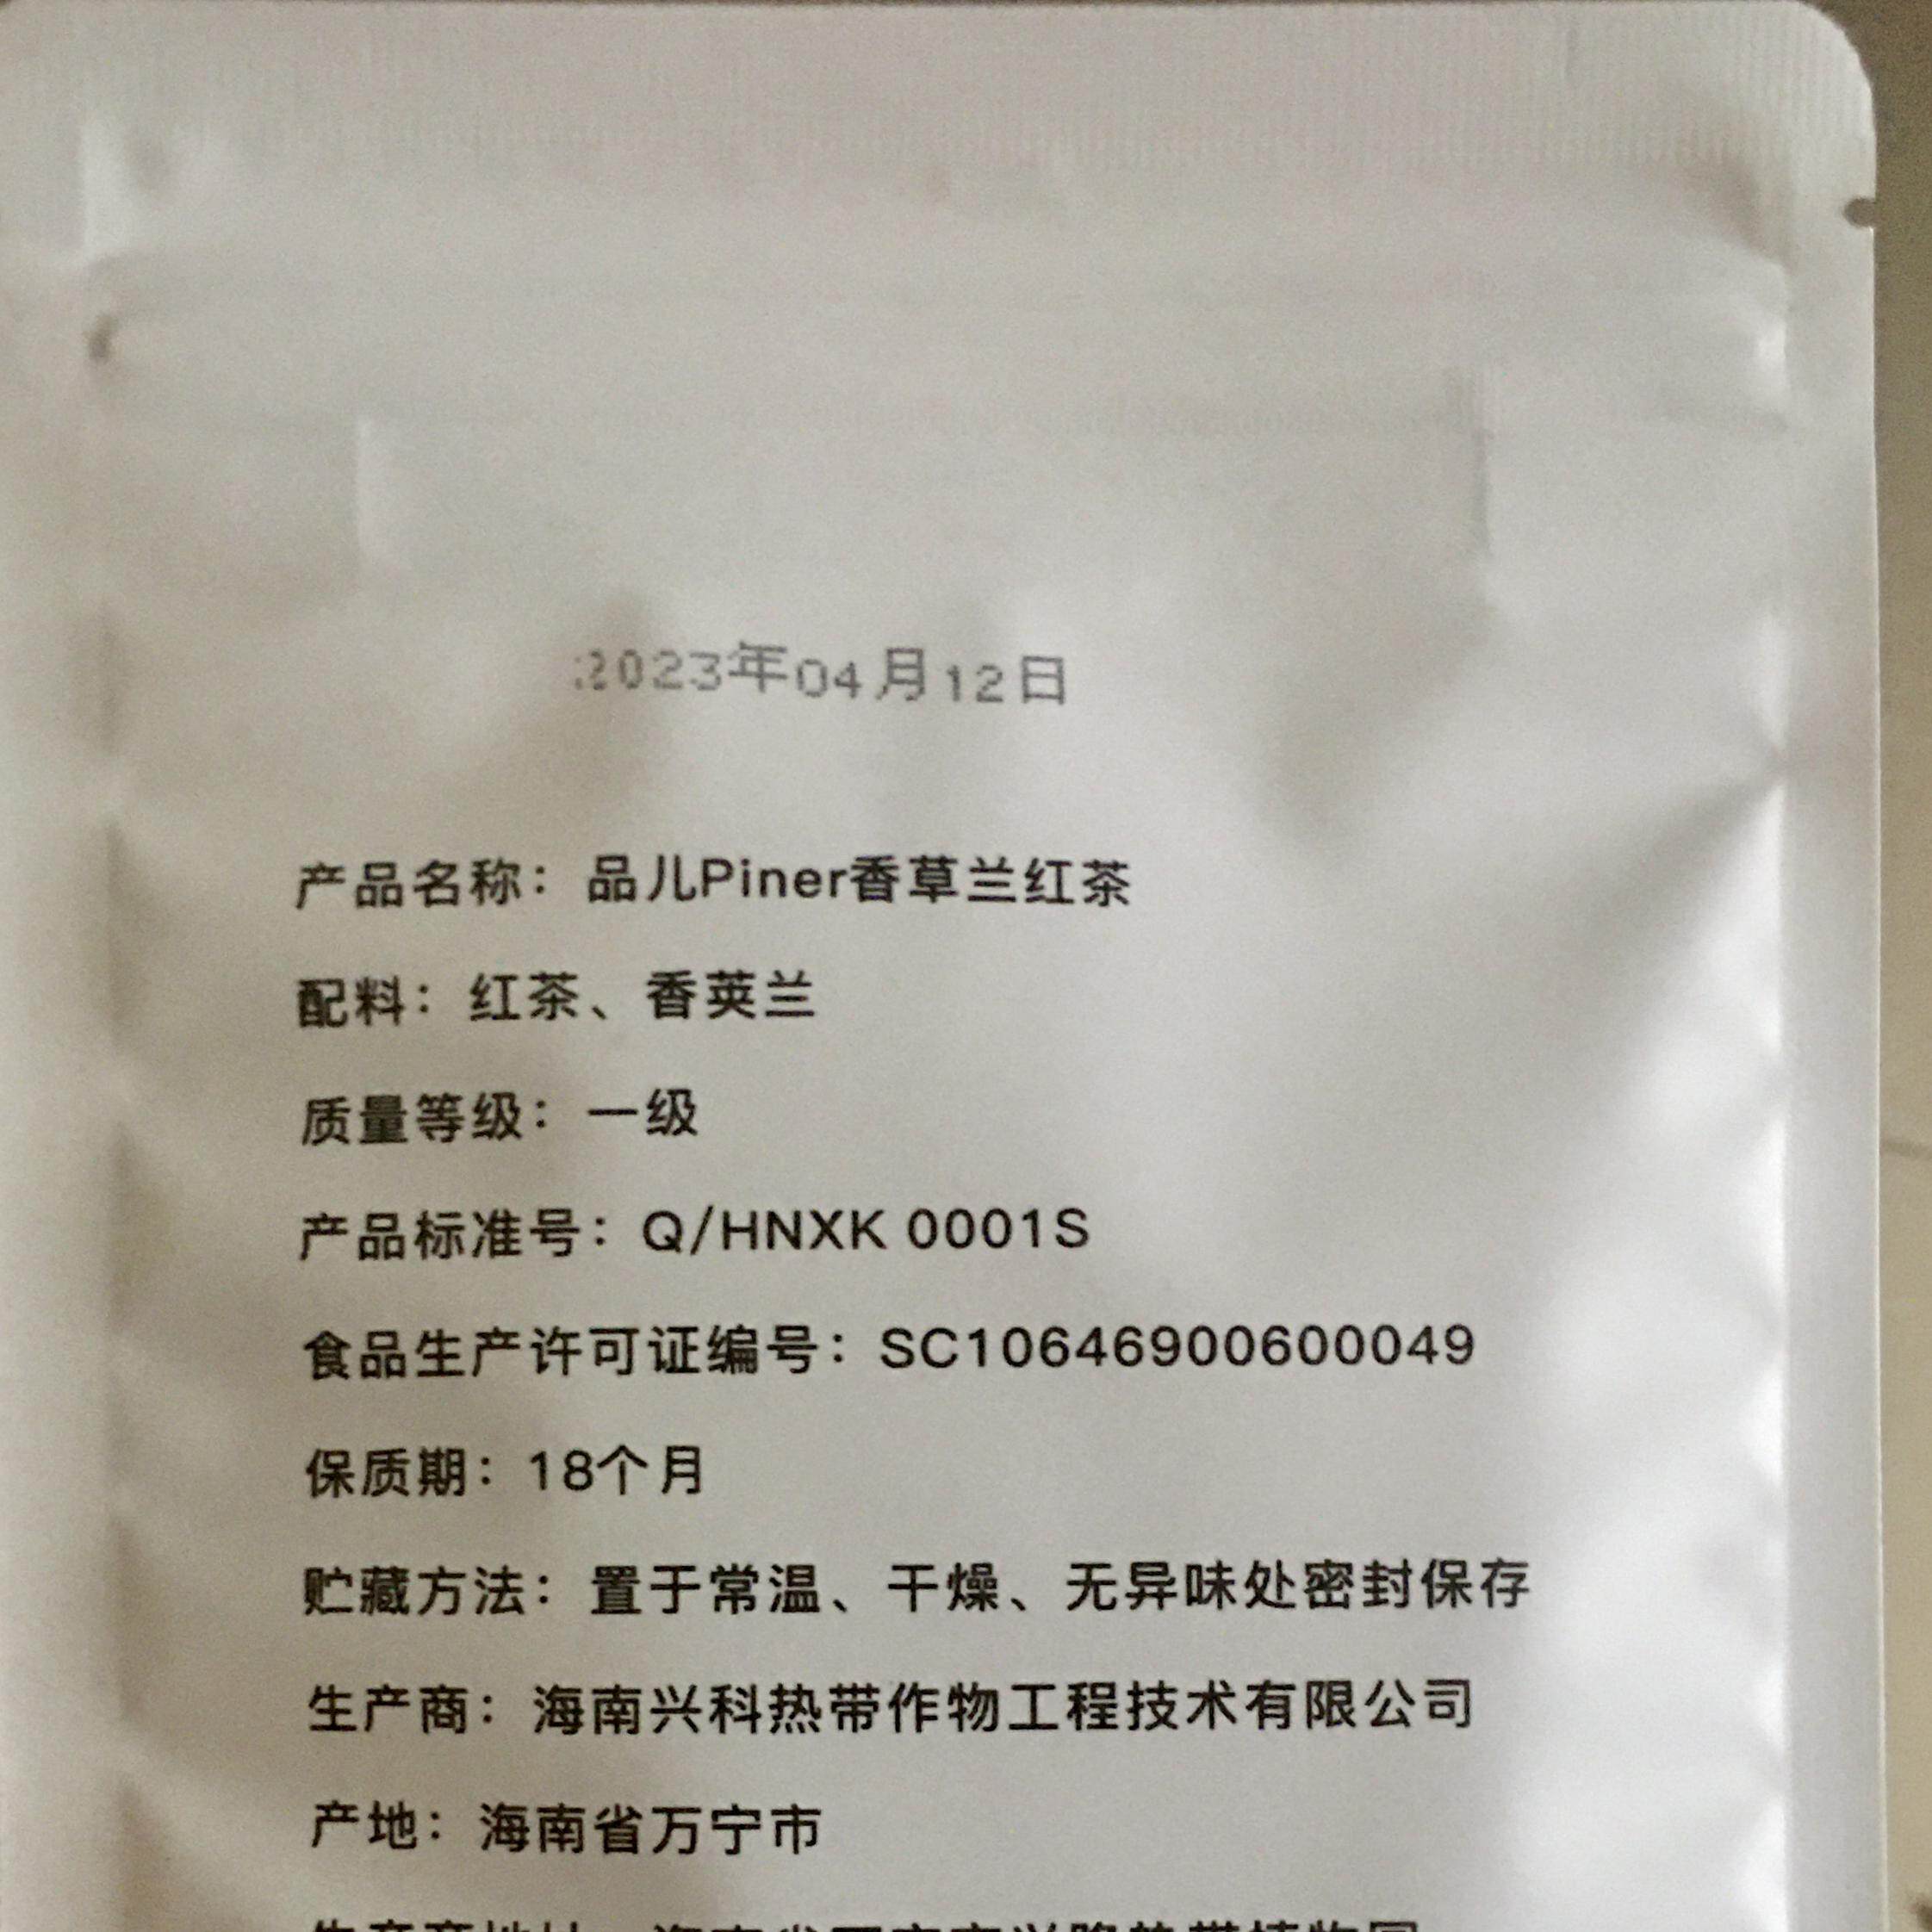 2023年04月12日
产品名称：品儿Piner香草兰红茶
配料：红茶、香荚兰
质量等级：一级
产品标准号：Q/HNXK 0001S
食品生产许可证编号：SC10646900600049
保质期：18个月
贮藏方法：置于常温、干燥、无异味处密封保存
生产商：海南兴科热带作物工程技术有限公司
产地：海南省万宁市